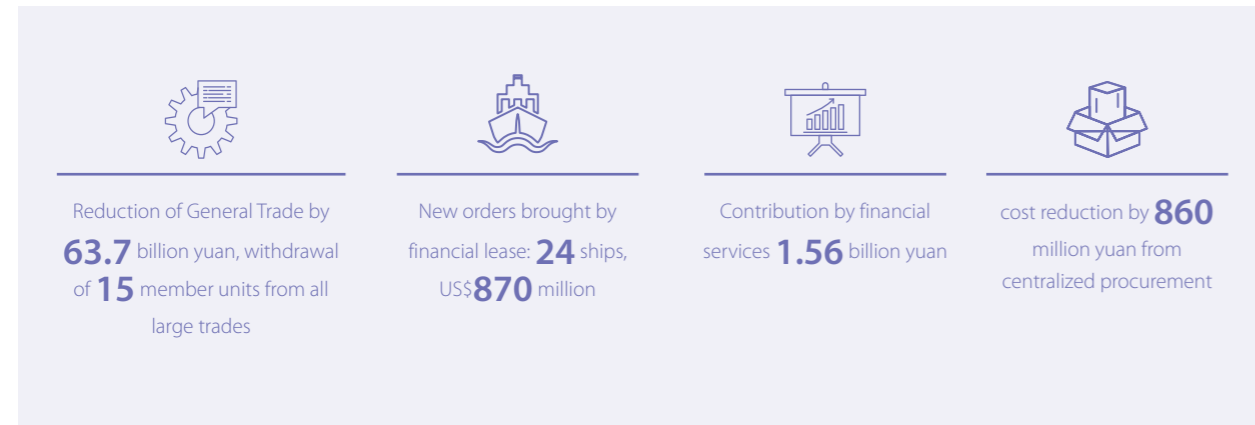 Reduction of General Trade by
63.7 billion yuan, withdrawal
of 15 member units from all
large trades
New orders brought by
financial lease: 24 ships,
US$870 million
Contribution by financial
services 1.56 billion yuan
cost reduction by 860
million yuan from
centralized procurement